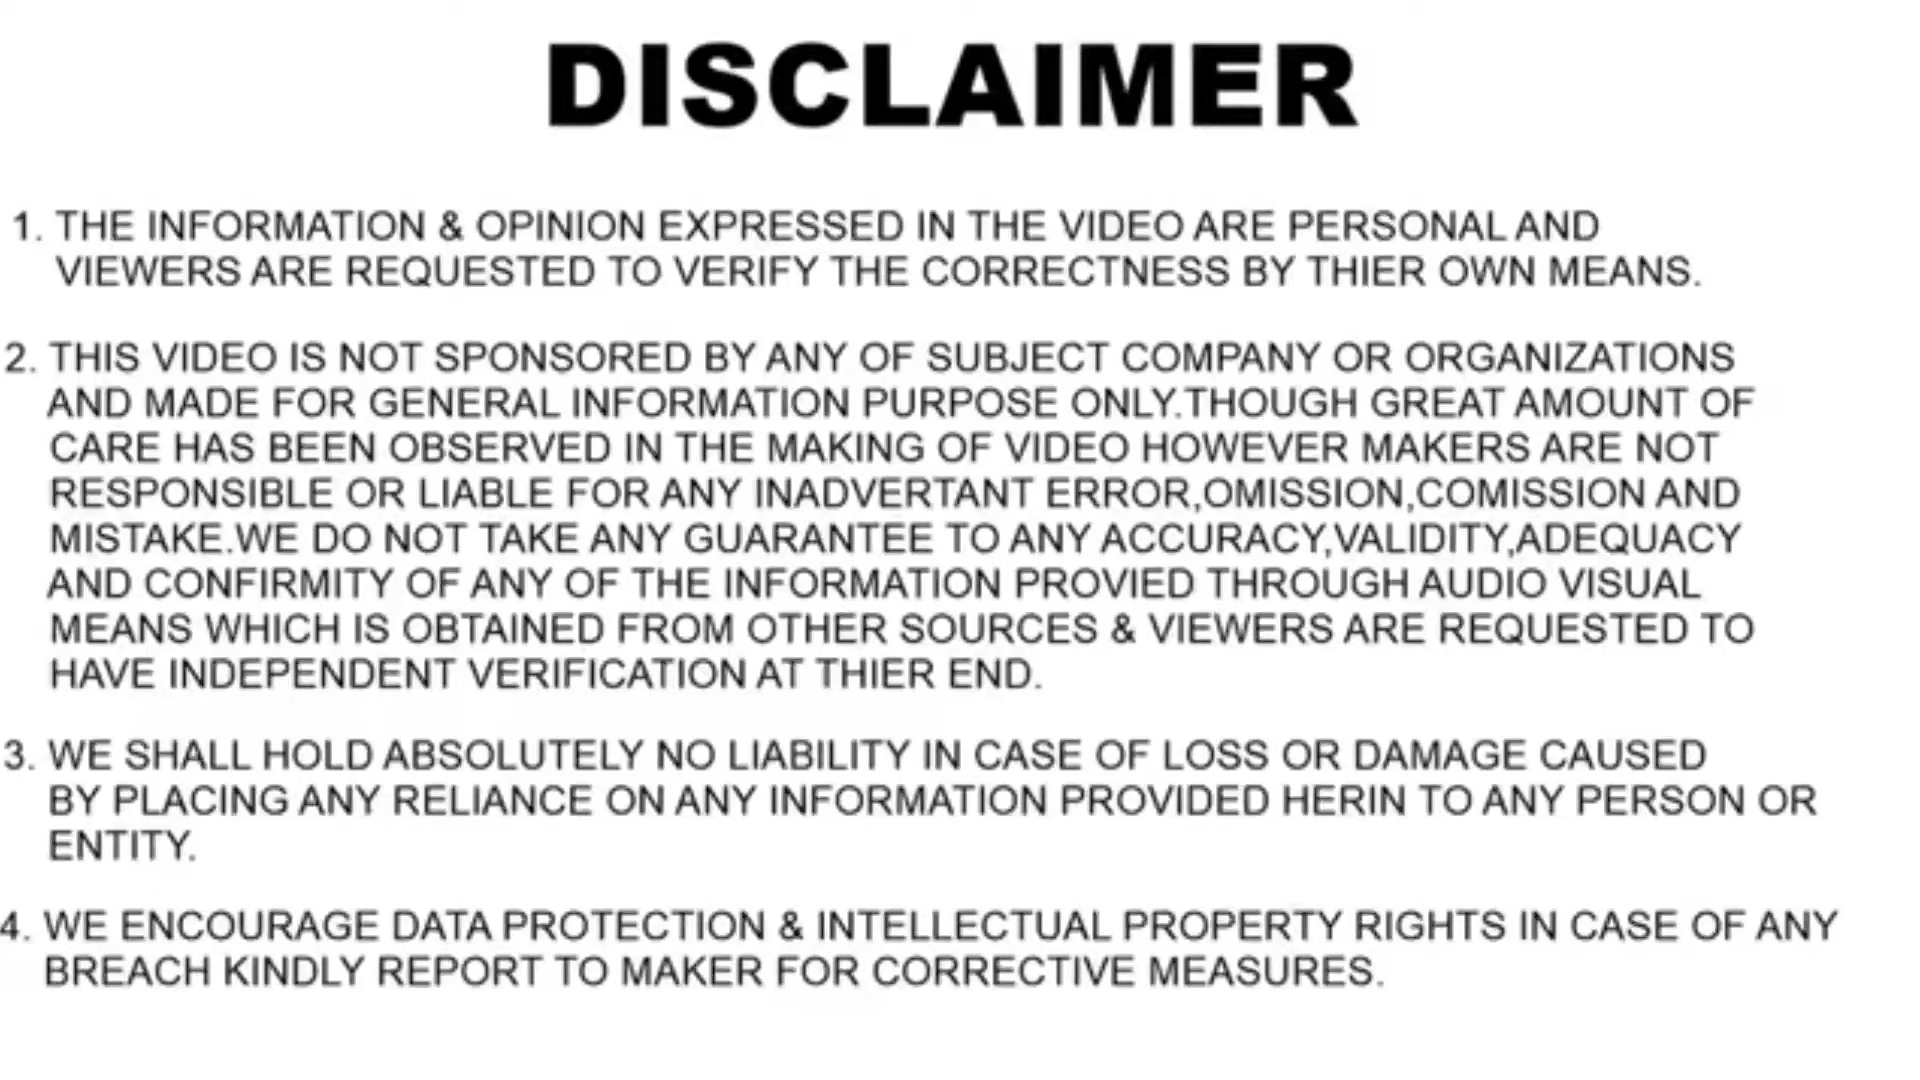 DISCLAIMER
1. THE INFORMATION & OPINION EXPRESSED IN THE VIDEO ARE PERSONAL AND
VIEWERS ARE REQUESTED TO VERIFY THE CORRECTNESS BY THIER OWN MEANS.
2. THIS VIDEO IS NOT SPONSORED BY ANY OF SUBJECT COMPANY OR ORGANIZATIONS
AND MADE FOR GENERAL INFORMATION PURPOSE ONLY.THOUGH GREAT AMOUNT OF
CARE HAS BEEN OBSERVED IN THE MAKING OF VIDEO HOWEVER MAKERS ARE NOT
RESPONSIBLE OR LIABLE FOR ANY INADVERTANT ERROR,OMISSION,COMISSION AND
MISTAKE.WE DO NOT TAKE ANY GUARANTEE TO ANY ACCURACY,VALIDITY,ADEQUACY
AND CONFIRMITY OF ANY OF THE INFORMATION PROVIED THROUGH AUDIO VISUAL
MEANS WHICH IS OBTAINED FROM OTHER SOURCES & VIEWERS ARE REQUESTED TO
HAVE INDEPENDENT VERIFICATION AT THIER END.
3. WE SHALL HOLD ABSOLUTELY NO LIABILITY IN CASE OF LOSS OR DAMAGE CAUSED
BY PLACING ANY RELIANCE ON ANY INFORMATION PROVIDED HERIN TO ANY PERSON OR
ENTITY.
4. WE ENCOURAGE DATA PROTECTION & INTELLECTUAL PROPERTY RIGHTS IN CASE OF ANY
BREACH KINDLY REPORT TO MAKER FOR CORRECTIVE MEASURES.